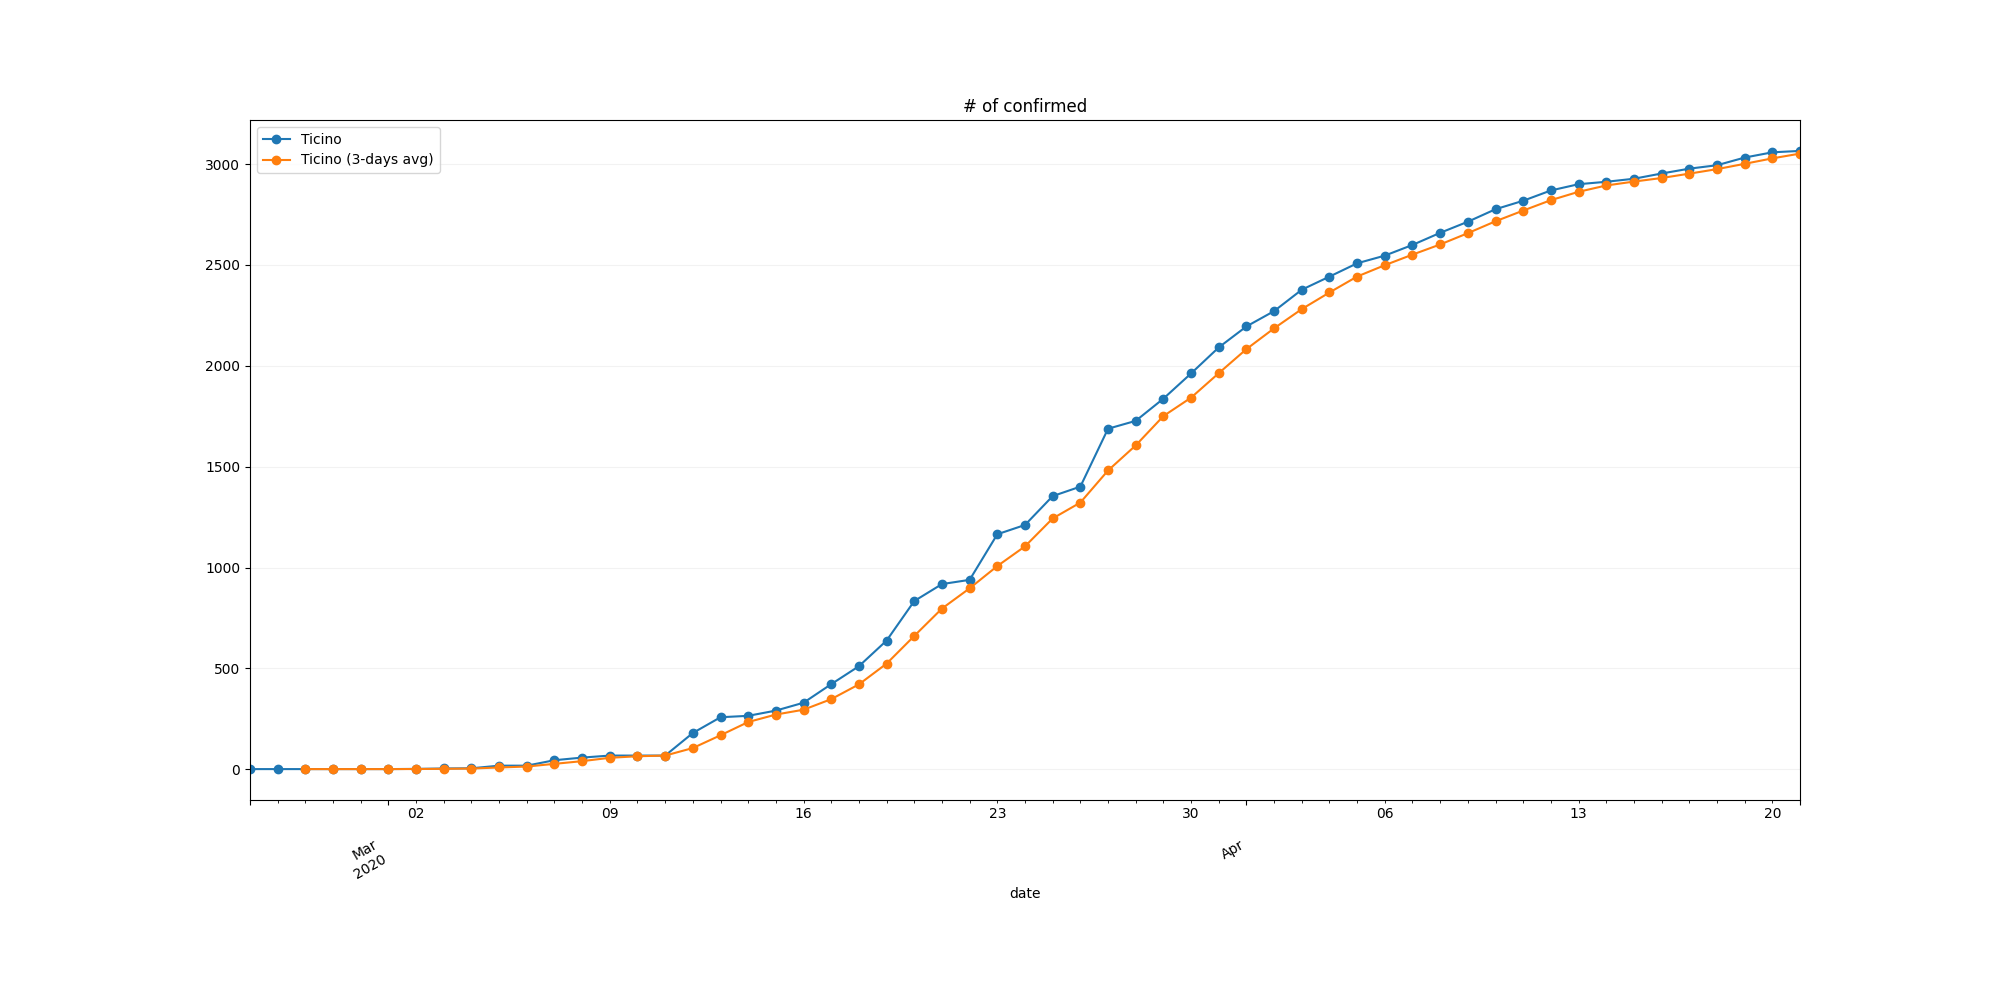 # of confirmed
Ticino
Ticino (3-days avg)
3000
2500
2000
1500
1000
500
0
02 09 16 23 30 06 13 20
Mar Apr
2020
date